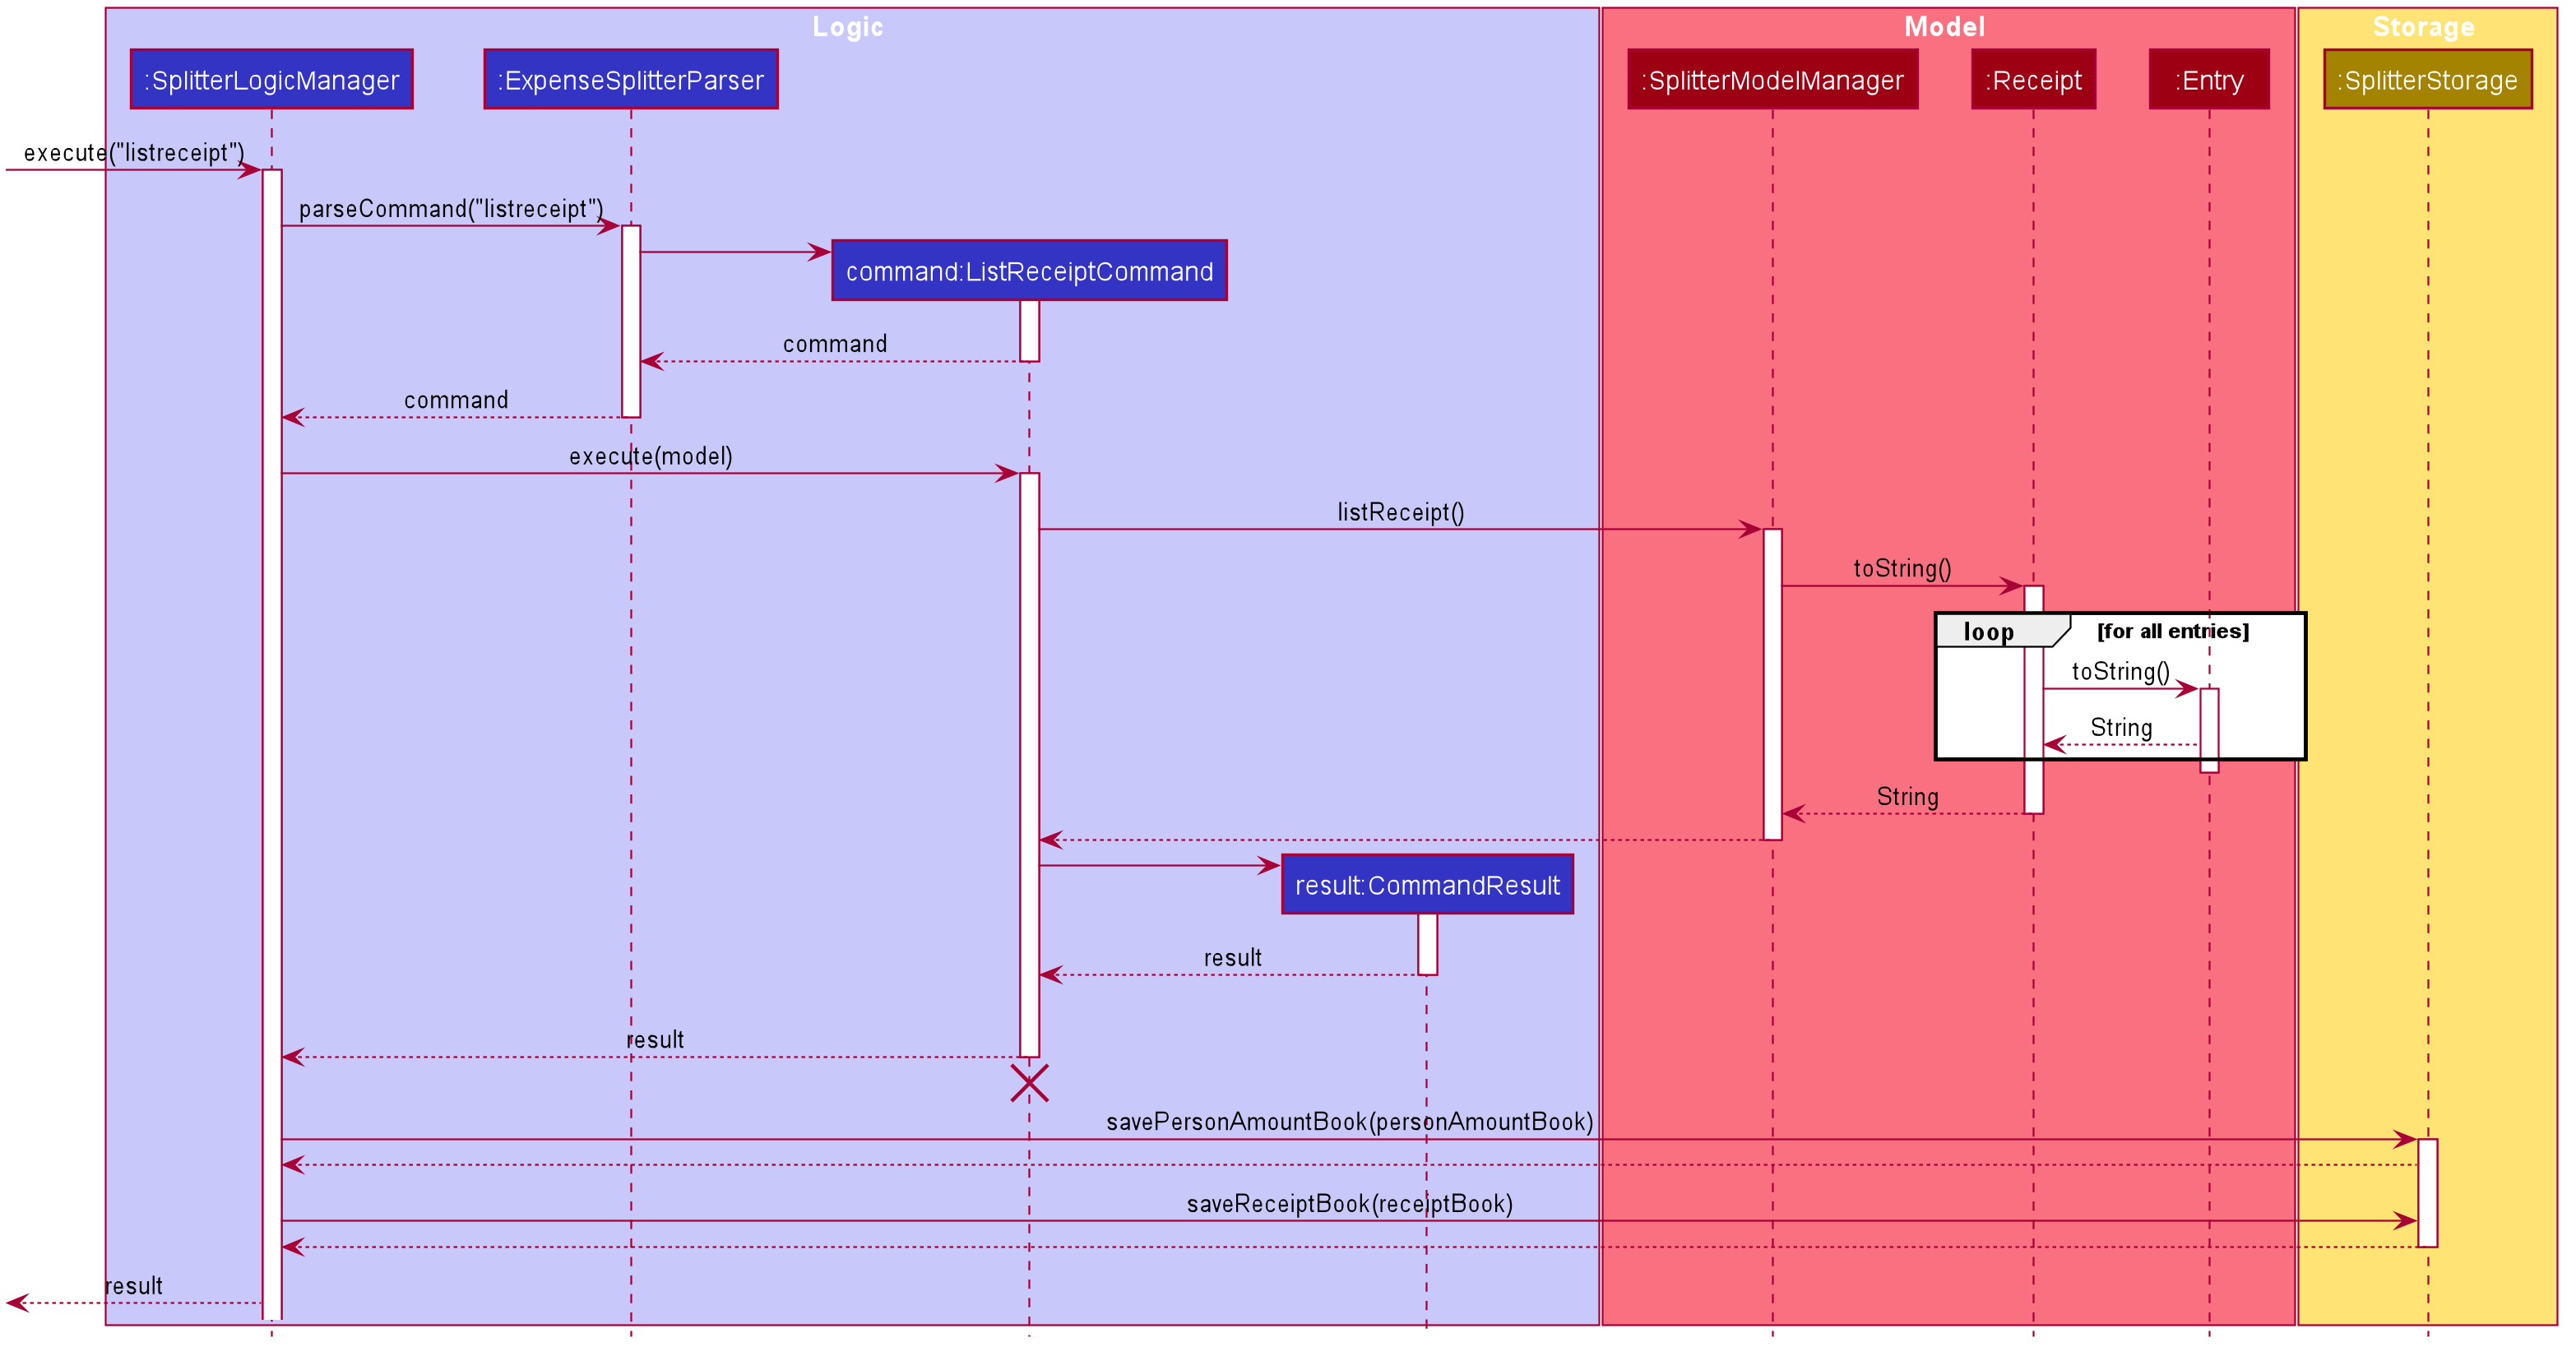 Logic
Model
Storage
:SplitterLogicManager
:ExpenseSplitterParser
:SplitterModelManager
:Receipt
:Entry
:SplitterStorage
execute("listreceipt")
parseCommand("listreceipt")
command:ListReceiptCommand
command
command
execute(model)
listReceipt()
toString()
loop
[for all entries]
toString()
String
String
result:CommandResult
result
result
savePersonAmountBook(personAmountBook)
saveReceiptBook(receiptBook)
result